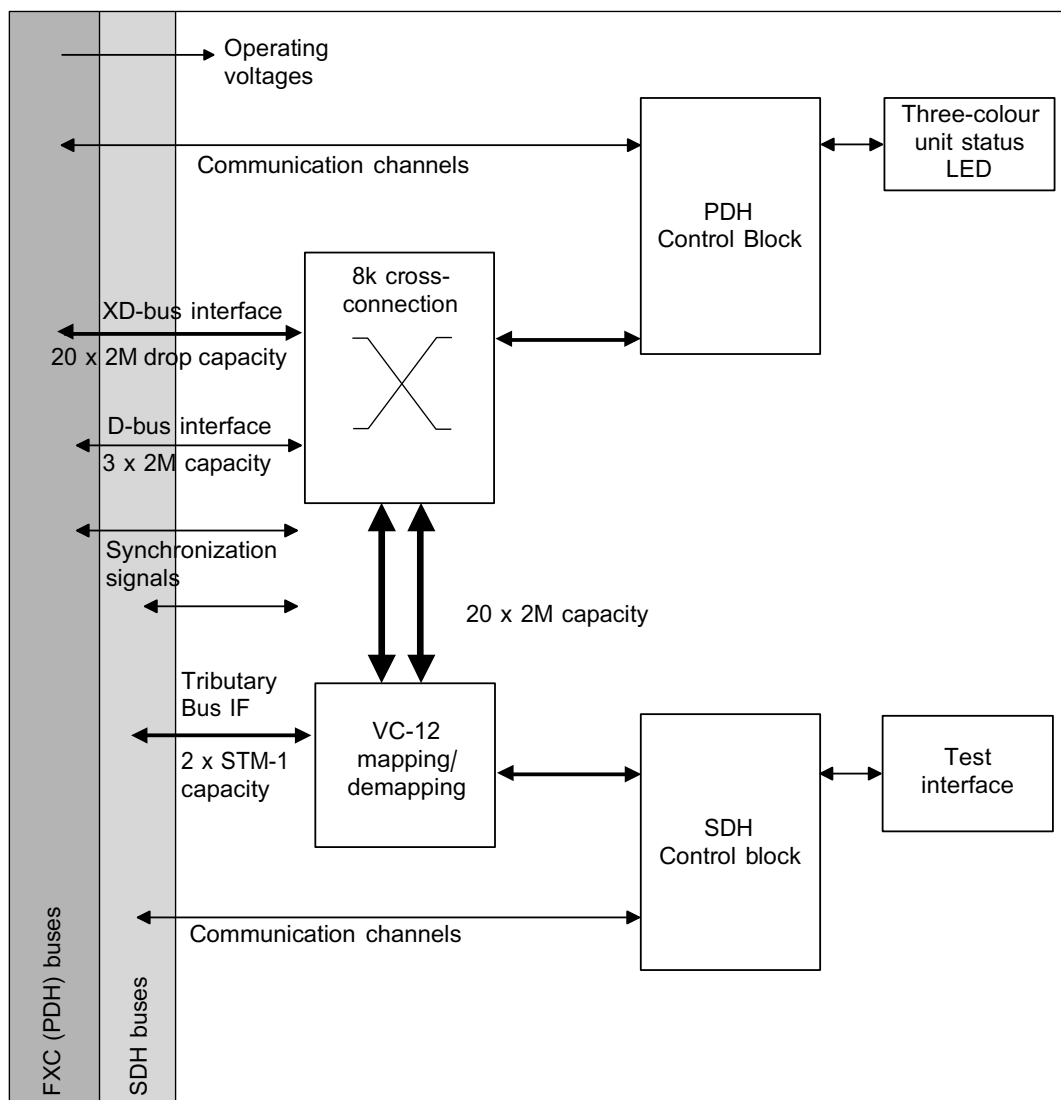 Operating
voltages
Three-colour
unit status
LED
Communication channels
PDH
Control Block
8k cross-
connection
XD-bus interface
20 x 2M drop capacity
D-bus interface
3 x 2M capacity
Synchronization
signals
20 x 2M capacity
Tributary
Bus IF
2 x STM-1
capacity
VC-12
mapping/
demapping
SDH
Control block
Test
interface
Communication channels
FXC (PDH) buses
SDH buses